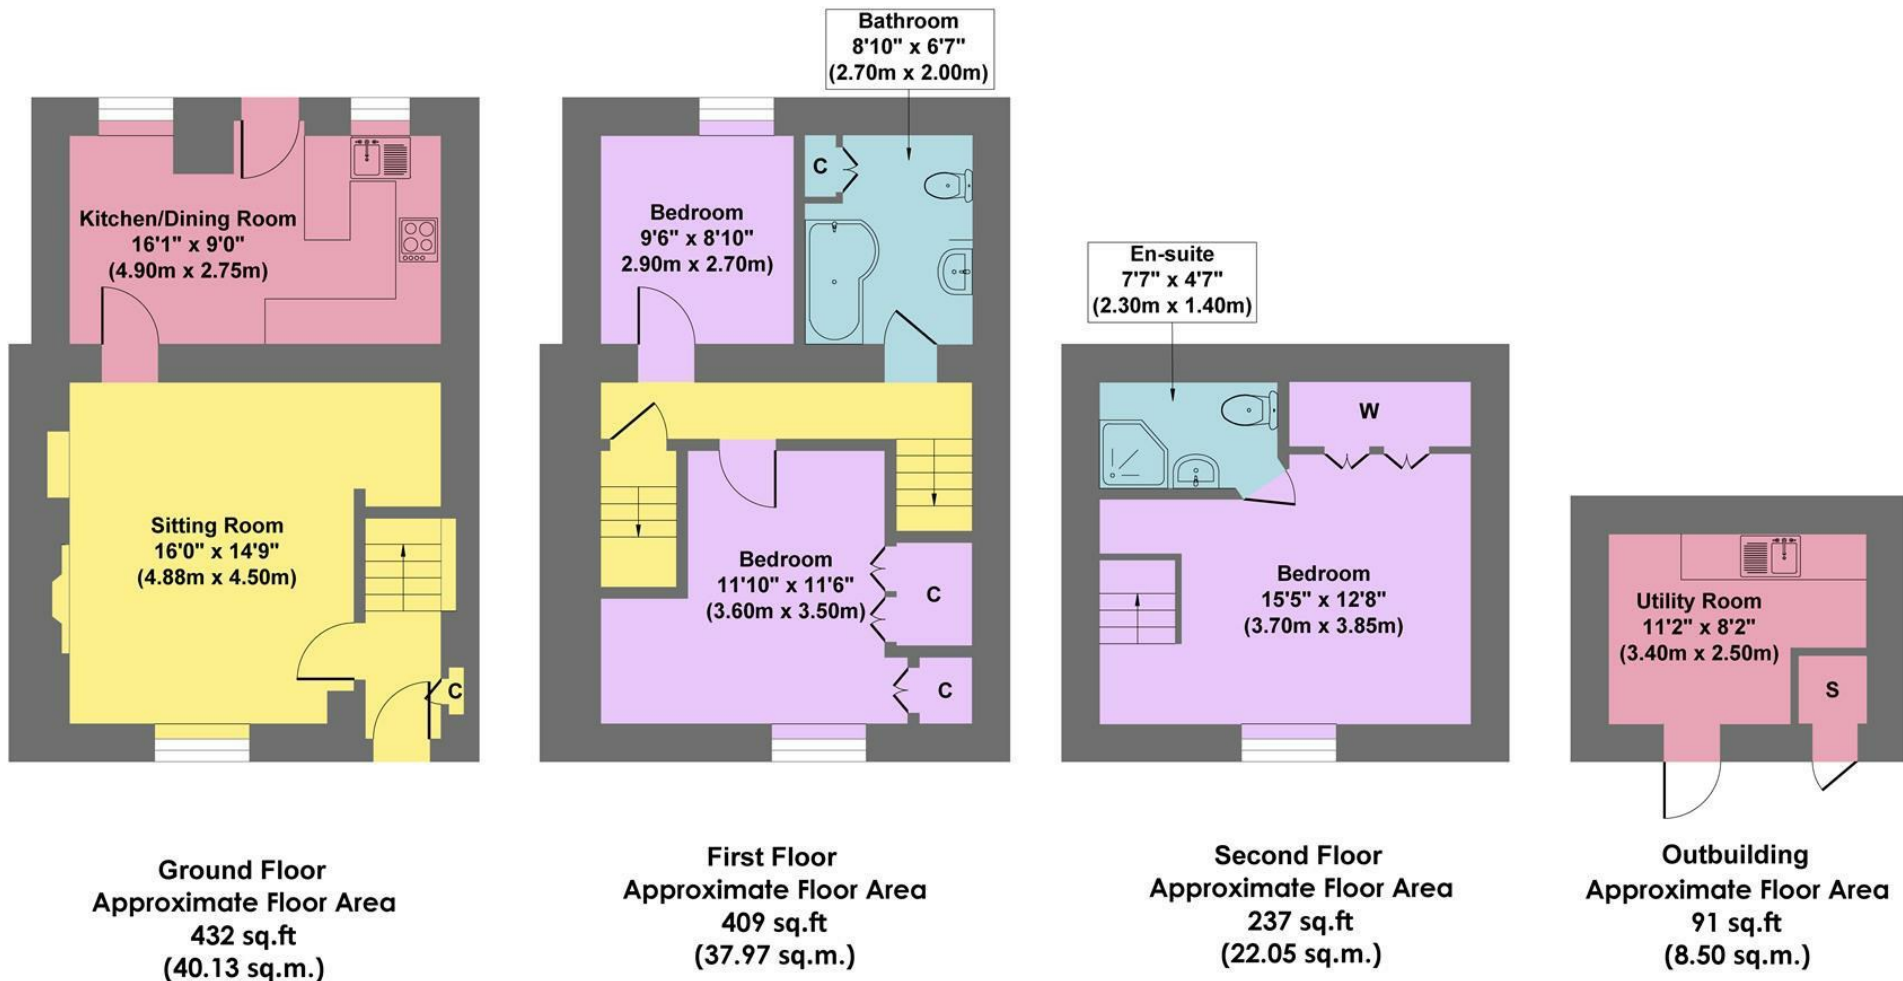 Bathroom
8'10" x 6'7"
(2.70m x 2.00m)
Kitchen/Dining Room
16'1" x 9'0"
(4.90m x 2.75m)
Sitting Room
16'0" x 14'9"
(4.88m x 4.50m)
C
Ground Floor
Approximate Floor Area
432 sq.ft
(40.13 sq.m.)
C
Bedroom
9'6" x 8'10"
2.90m x 2.70m)
Bedroom
11'10" x 11'6"
(3.60m x 3.50m)
C
C
First Floor
Approximate Floor Area
409 sq.ft
(37.97 sq.m.)
En-suite
7'7" x 4'7"
(2.30m x 1.40m)
W
Bedroom
15'5" x 12'8"
(3.70m x 3.85m)
Second Floor
Approximate Floor Area
237 sq.ft
(22.05 sq.m.)
Utility Room
11'2" x 8'2"
(3.40m x 2.50m)
S
Outbuilding
Approximate Floor Area
91 sq.ft
(8.50 sq.m.)